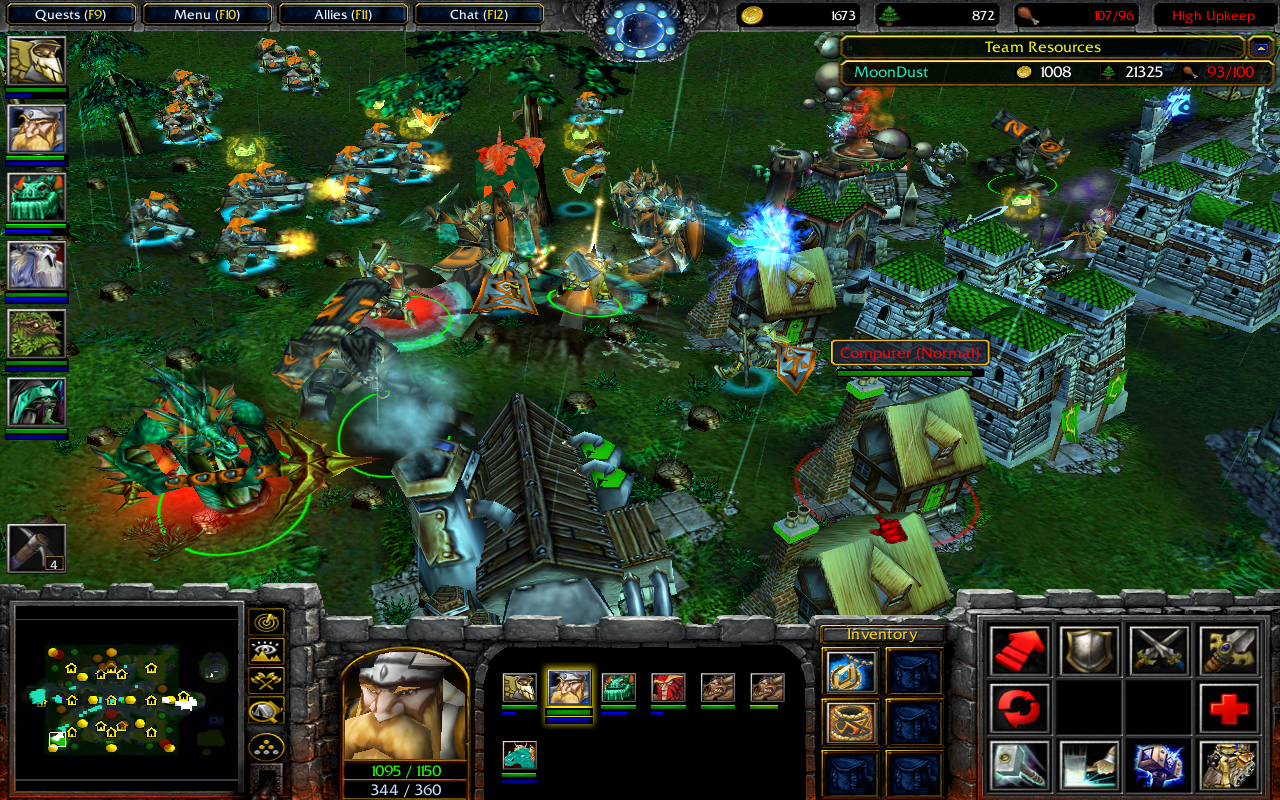 Quests (F9) Menu (F10) Allies (F11) Chat (F12) 1673 872 107/96 High Upkeep
Team Resources
MoonDust 1008 21325 93/100
Computer (Normal)
4
Inventory
1095 / 1150
344 / 360